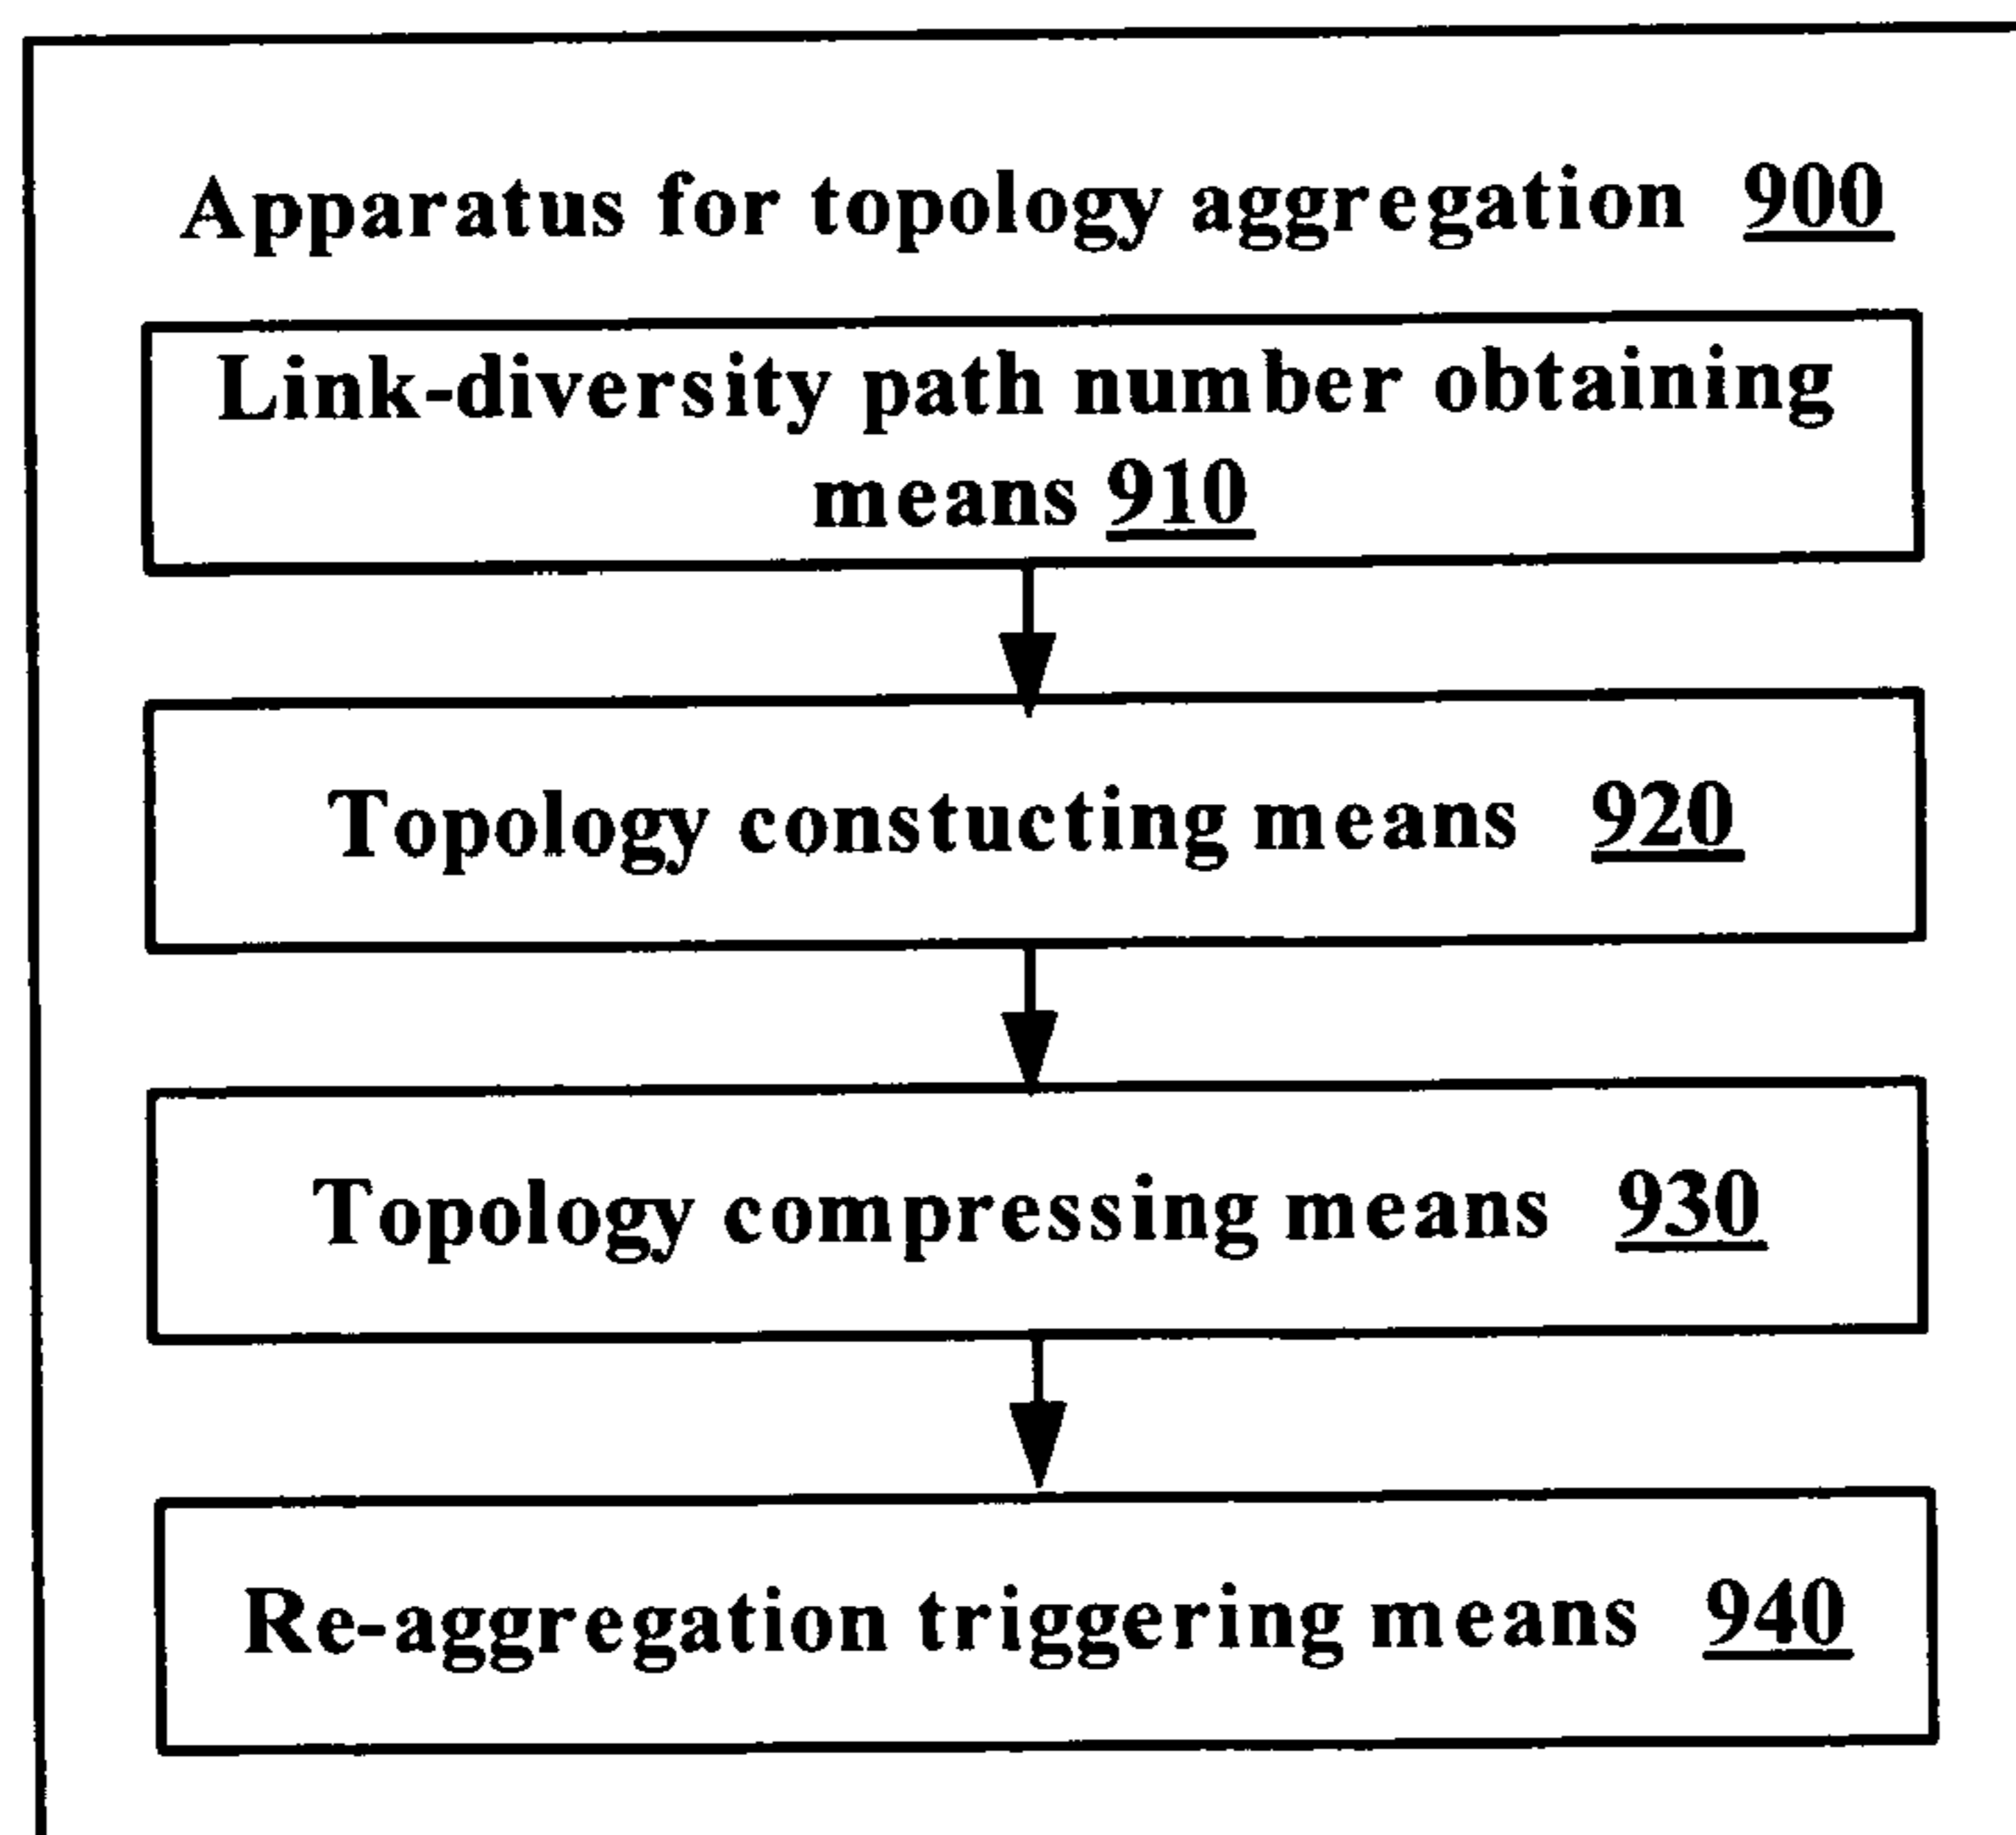 Apparatus for topology aggregation 900
Link-diversity path number obtaining
means 910
Topology constucting means 920
Topology compressing means 930
Re-aggregation triggering means 940